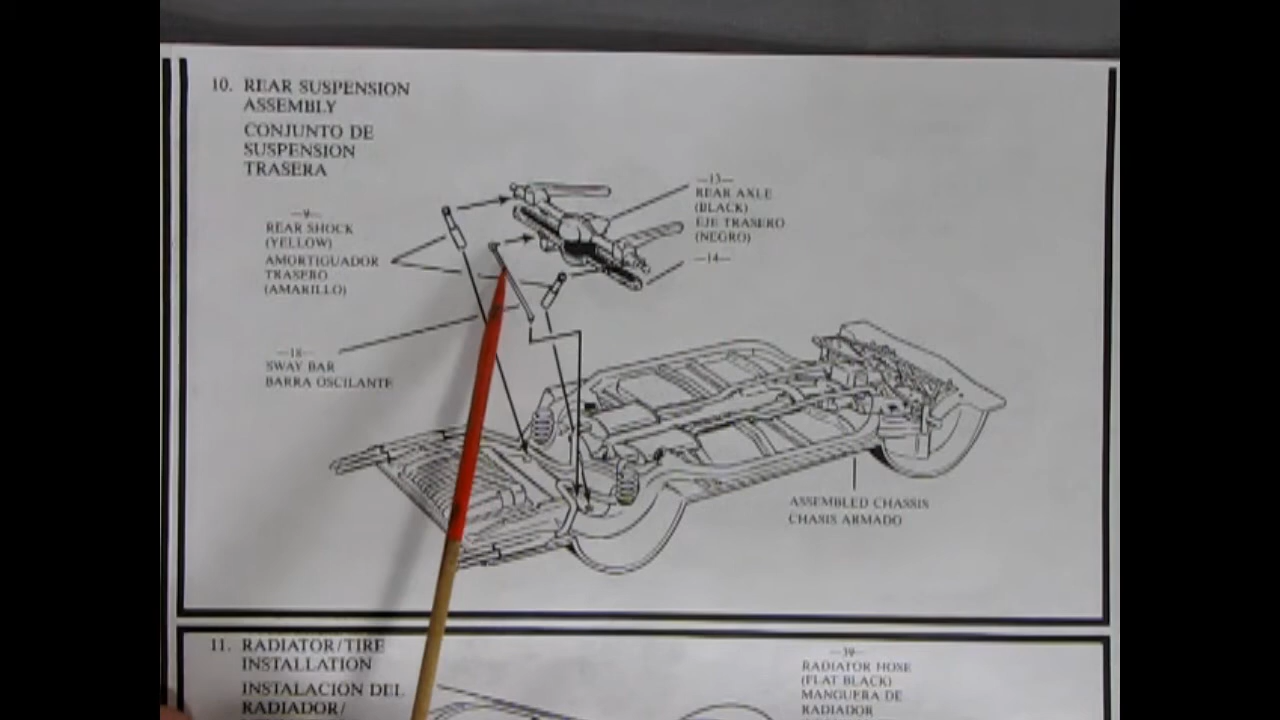 10. REAR SUSPENSION
ASSEMBLY
CONJUNTO DE
SUSPENSION
TRASERA
—9—
REAR SHOCK
(YELLOW)
AMORTIGUADOR
TRASERO
(AMARILLO)
—13—
REAR AXLE
(BLACK)
EJE TRASERO
(NEGRO)
—14—
—18—
SWAY BAR
BARRA OSCILANTE
ASSEMBLED CHASSIS
CHASIS ARMADO
11. RADIATOR/TIRE
INSTALLATION
INSTALACION DEL
RADIADOR/
—39—
RADIATOR HOSE
(FLAT BLACK)
MANGUERA DE
RADIADOR